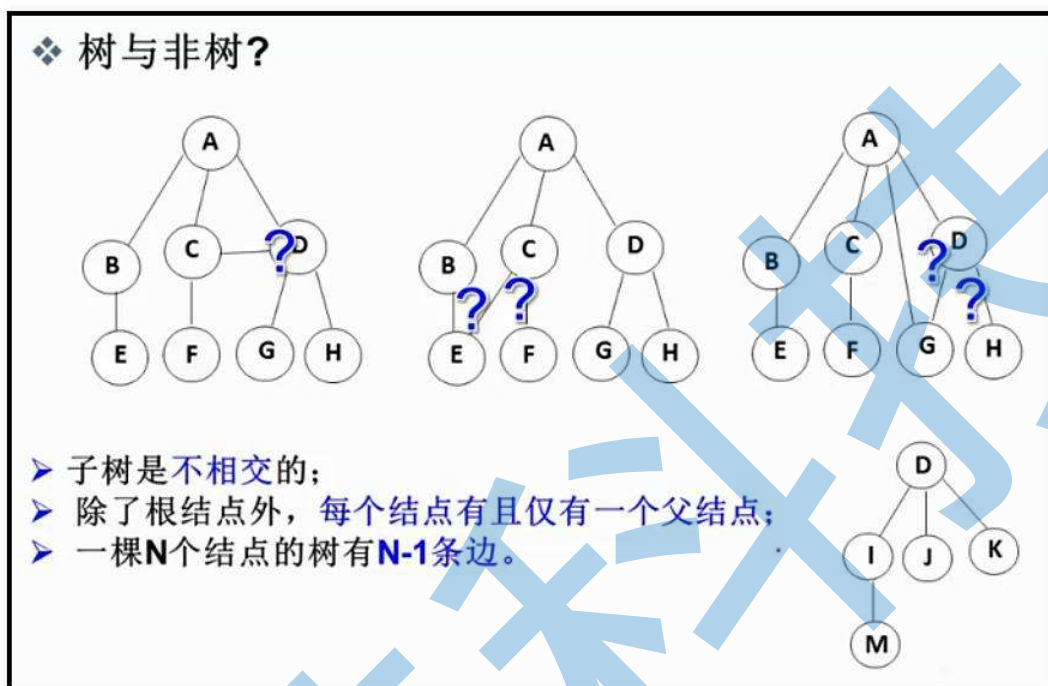 ❖ 树与非树?
A A A
B C ? D B C D B C ? D
? ? ?
E F G H E F G H E F G H
➢ 子树是不相交的；
➢ 除了根结点外，每个结点有且仅有一个父结点；
➢ 一棵N个结点的树有N-1条边。
D
I J K
M